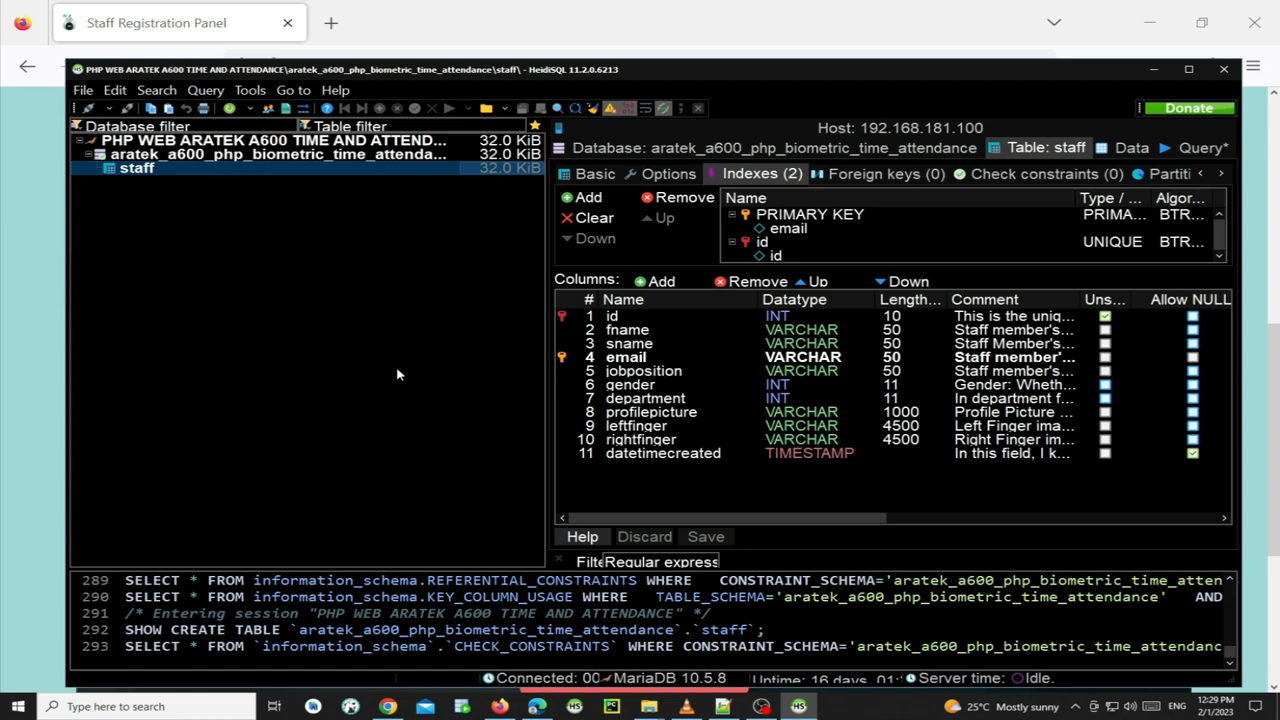 Staff Registration Panel
PHP WEB ARATEK A600 TIME AND ATTENDANCE\aratek_a600_php_biometric_time_attendance\staff\ - HeidiSQL 11.2.0.6213
File Edit Search Query Tools Go to Help
Donate
Database filter Table filter
PHP WEB ARATEK A600 TIME AND ATTEND... 32.0 KiB
aratek_a600_php_biometric_time_attenda... 32.0 KiB
staff 32.0 KiB
Host: 192.168.181.100
Database: aratek_a600_php_biometric_time_attendance Table: staff Data Query*
Basic Options Indexes (2) Foreign keys (0) Check constraints (0) Partiti
Add Remove
Clear Up
Down
Name Type / ... Algor...
PRIMARY KEY PRIMA... BTR...
email
id UNIQUE BTR...
id
Columns: Add Remove Up Down
# Name Datatype Length... Comment Uns... Allow NULL
1 id INT 10 This is the uniq...
2 fname VARCHAR 50 Staff member's...
3 sname VARCHAR 50 Staff Member's...
4 email VARCHAR 50 Staff member'...
5 jobposition VARCHAR 50 Staff member's...
6 gender INT 11 Gender: Wheth...
7 department INT 11 In department f...
8 profilepicture VARCHAR 1000 Profile Picture ...
9 leftfinger VARCHAR 4500 Left Finger ima...
10 rightfinger VARCHAR 4500 Right Finger im...
11 datetimecreated TIMESTAMP In this field, I k...
Help Discard Save
Filte Regular express
289 SELECT * FROM information_schema.REFERENTIAL_CONSTRAINTS WHERE CONSTRAINT_SCHEMA='aratek_a600_php_biometric_time_atten
290 SELECT * FROM information_schema.KEY_COLUMN_USAGE WHERE TABLE_SCHEMA='aratek_a600_php_biometric_time_attendance' AND
291 /* Entering session "PHP WEB ARATEK A600 TIME AND ATTENDANCE" */
292 SHOW CREATE TABLE `aratek_a600_php_biometric_time_attendance`.`staff`;
293 SELECT * FROM `information_schema`.`CHECK_CONSTRAINTS` WHERE CONSTRAINT_SCHEMA='aratek_a600_php_biometric_time_attendanc
Connected: 00 MariaDB 10.5.8 Uptime: 16 days, 01: Server time: Idle.
Type here to search
25°C Mostly sunny ENG
12:29 PM
2/1/2023